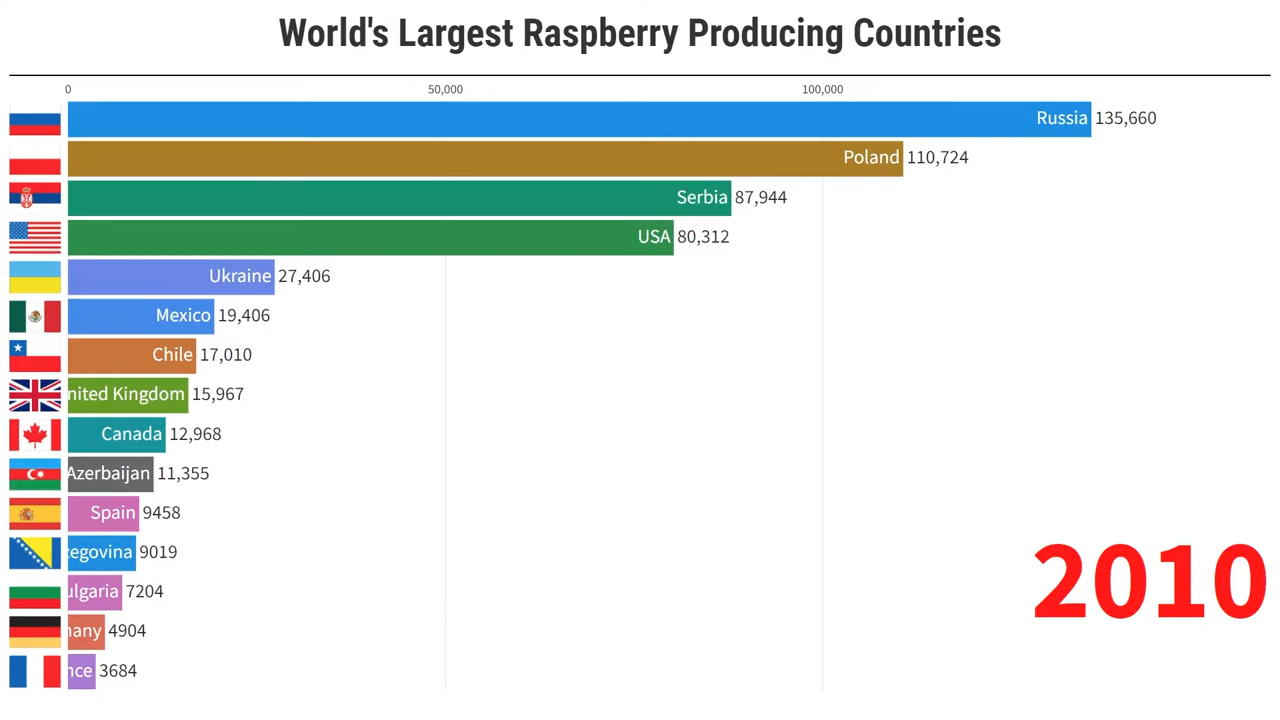 World's Largest Raspberry Producing Countries
0 50,000 100,000
Russia 135,660
Poland 110,724
Serbia 87,944
USA 80,312
Ukraine 27,406
Mexico 19,406
Chile 17,010
nited Kingdom 15,967
Canada 12,968
Azerbaijan 11,355
Spain 9458
zegovina 9019
ulgaria 7204
many 4904
nce 3684
2010